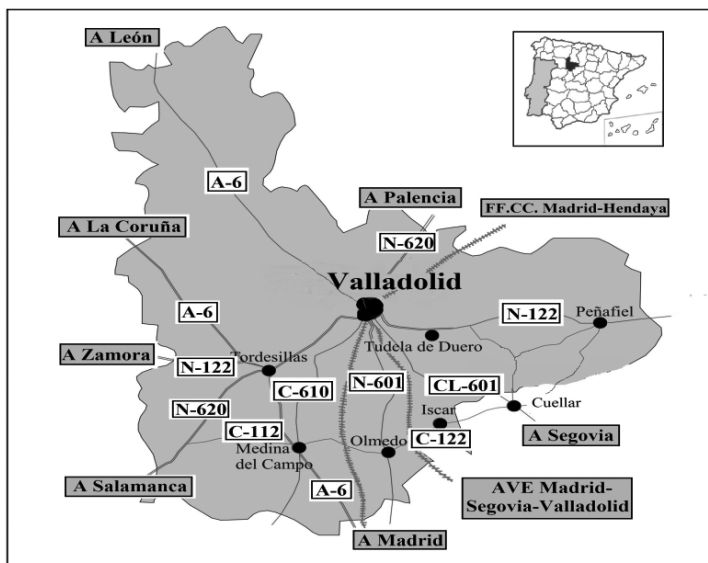 A León
A-6
A La Coruña
A Palencia
FF.CC. Madrid-Hendaya
N-620
Valladolid
A-6
N-122
Peñafiel
A Zamora
N-122
Tordesillas
Tudela de Duero
C-610
N-601
CL-601
N-620
Iscar
Cuellar
C-112
C-122
A Segovia
Medina
del Campo
Olmedo
A Salamanca
A-6
AVE Madrid-
Segovia-Valladolid
A Madrid